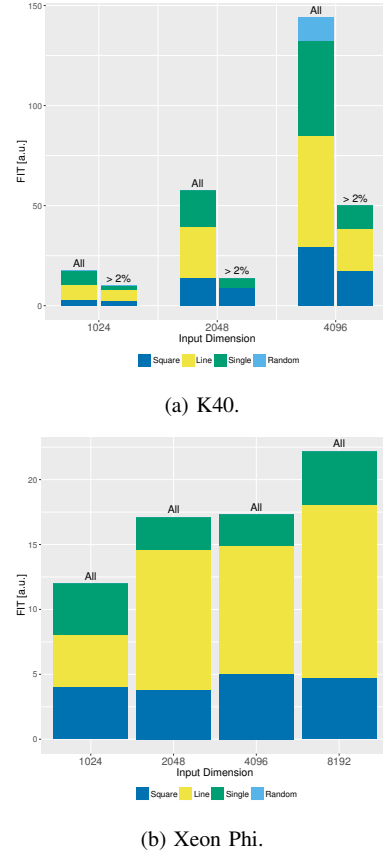 150
100
50
0
FIT [a.u.]
All
> 2%
All
> 2%
All
> 2%
1024
2048
4096
Input Dimension
Square Line Single Random
(a) K40.
20
15
10
5
0
FIT [a.u.]
All
All
All
All
1024
2048
4096
8192
Input Dimension
Square Line Single Random
(b) Xeon Phi.